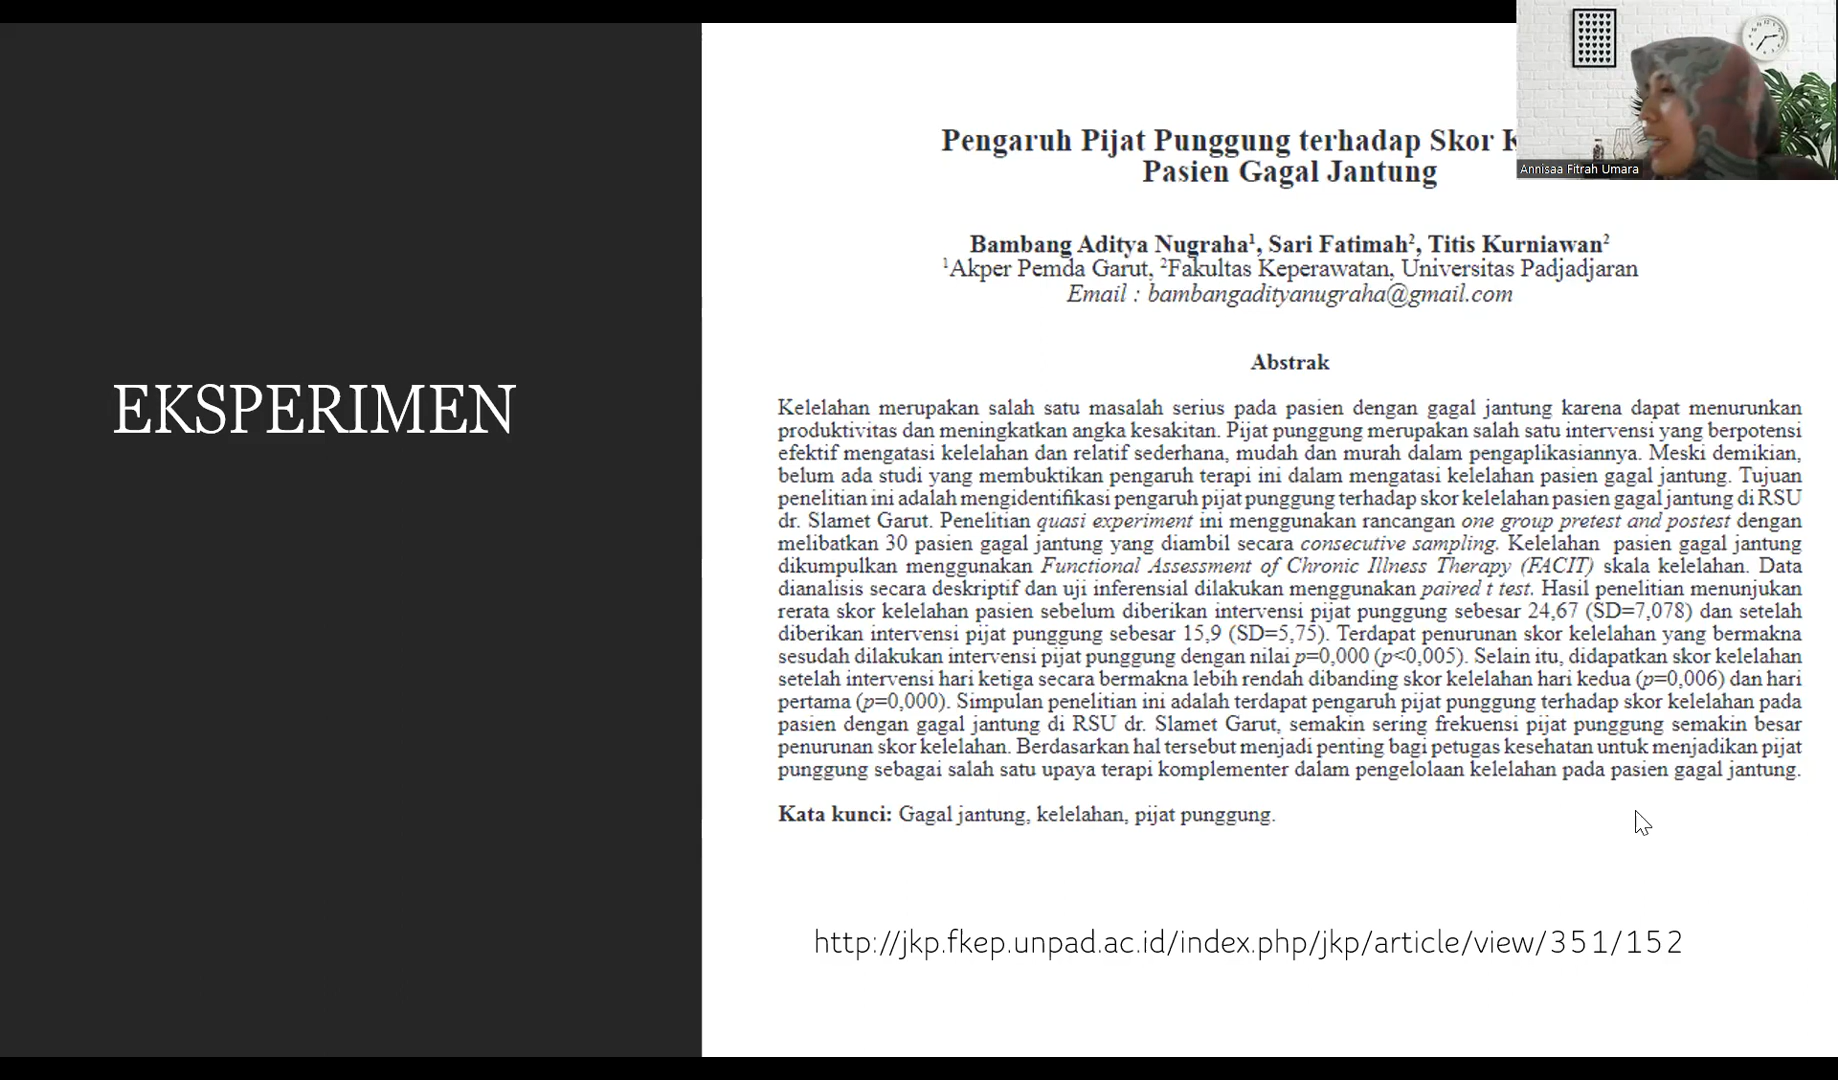 EKSPERIMEN
Pengaruh Pijat Punggung terhadap Skor
Pasien Gagal Jantung
Bambang Aditya Nugraha¹, Sari Fatimah², Titis Kurniawan²
¹Akper Pemda Garut, ²Fakultas Keperawatan, Universitas Padjadjaran
Email : bambangadityanugraha@gmail.com
Abstrak
Kelelahan merupakan salah satu masalah serius pada pasien dengan gagal jantung karena dapat menurunkan
produktivitas dan meningkatkan angka kesakitan. Pijat punggung merupakan salah satu intervensi yang berpotensi
efektif mengatasi kelelahan dan relatif sederhana, mudah dan murah dalam pengaplikasiannya. Meski demikian,
belum ada studi yang membuktikan pengaruh terapi ini dalam mengatasi kelelahan pasien gagal jantung. Tujuan
penelitian ini adalah mengidentifikasi pengaruh pijat punggung terhadap skor kelelahan pasien gagal jantung di RSU
dr. Slamet Garut. Penelitian quasi experiment ini menggunakan rancangan one group pretest and postest dengan
melibatkan 30 pasien gagal jantung yang diambil secara consecutive sampling. Kelelahan pasien gagal jantung
dikumpulkan menggunakan Functional Assessment of Chronic Illness Therapy (FACIT) skala kelelahan. Data
dianalisis secara deskriptif dan uji inferensial dilakukan menggunakan paired t test. Hasil penelitian menunjukan
rerata skor kelelahan pasien sebelum diberikan intervensi pijat punggung sebesar 24,67 (SD=7,078) dan setelah
diberikan intervensi pijat punggung sebesar 15,9 (SD=5,75). Terdapat penurunan skor kelelahan yang bermakna
sesudah dilakukan intervensi pijat punggung dengan nilai p=0,000 (p<0,005). Selain itu, didapatkan skor kelelahan
setelah intervensi hari ketiga secara bermakna lebih rendah dibanding skor kelelahan hari kedua (p=0,006) dan hari
pertama (p=0,000). Simpulan penelitian ini adalah terdapat pengaruh pijat punggung terhadap skor kelelahan pada
pasien dengan gagal jantung di RSU dr. Slamet Garut, semakin sering frekuensi pijat punggung semakin besar
penurunan skor kelelahan. Berdasarkan hal tersebut menjadi penting bagi petugas kesehatan untuk menjadikan pijat
punggung sebagai salah satu upaya terapi komplementer dalam pengelolaan kelelahan pada pasien gagal jantung.
Kata kunci: Gagal jantung, kelelahan, pijat punggung.
http://jkp.fkep.unpad.ac.id/index.php/jkp/article/view/351/152
Annisaa Fitrah Umara